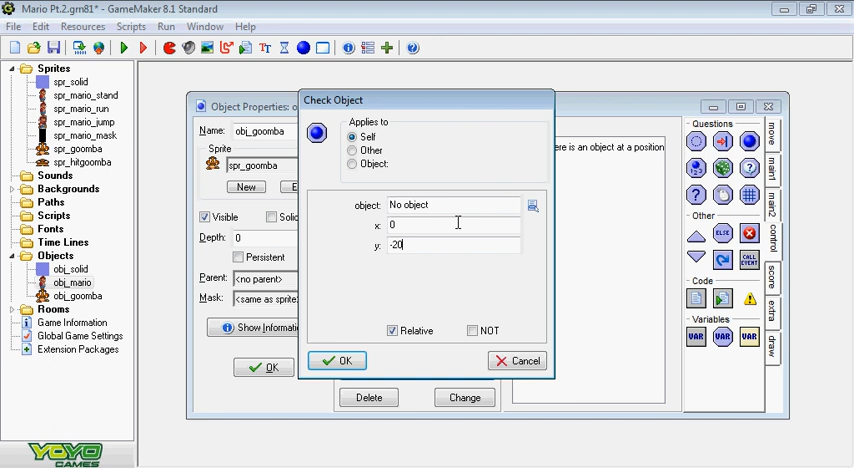 Mario Pt.2.gm81* - GameMaker 8.1 Standard
File Edit Resources Scripts Run Window Help
Sprites
spr_solid
spr_mario_stand
spr_mario_run
spr_mario_jump
spr_mario_mask
spr_goomba
spr_hitgoomba
Sounds
Backgrounds
Paths
Scripts
Fonts
Time Lines
Objects
obj_solid
obj_mario
obj_goomba
Rooms
Game Information
Global Game Settings
Extension Packages
YOYO
GAMES
Object Properties: o
Name: obj_goomba
Sprite
spr_goomba
New E
Visible Solid
Depth: 0
Persistent
Parent: <no parent>
Mask: <same as sprite>
Show Informatio
OK
Check Object
Applies to
Self
Other
Object:
object: No object
x: 0
y: -20
Relative NOT
OK Cancel
Delete Change
ere is an object at a position
Questions
Other
ELSE
CALL
EVENT
Code
Variables
VAR VAR VAR
move
main1
main2
control
score
extra
draw